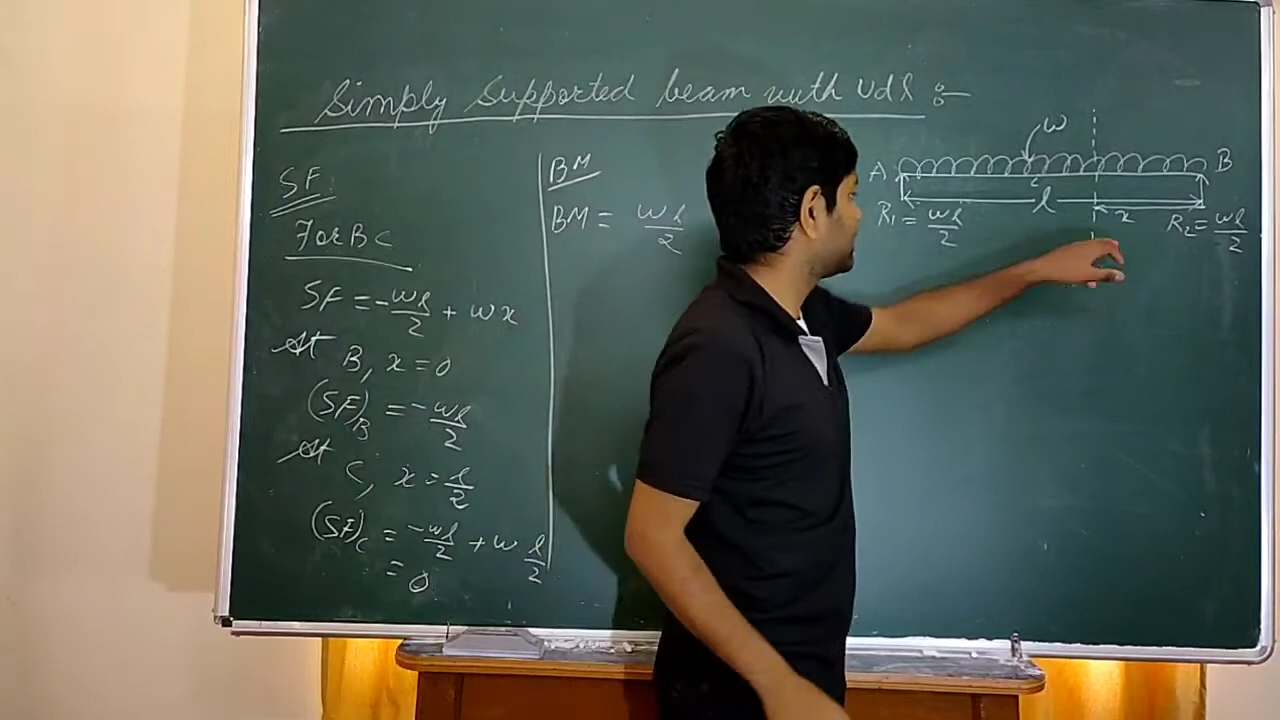 Simply Supported beam with Udl :-
SF
For BC
SF = -wl/2 + wx
At B, x = 0
(SF)B = -wl/2
At C, x = l/2
(SF)C = -wl/2 + w l/2
= 0
BM
BM = wl/2
w
A B
C
l x
R1 = wl/2 R2 = wl/2